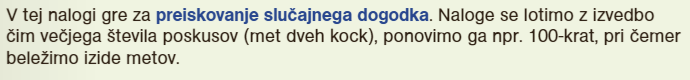 V tej nalogi gre za preiskovanje slučajnega dogodka. Naloge se lotimo z izvedbo
čim večjega števila poskusov (met dveh kock), ponovimo ga npr. 100-krat, pri čemer
beležimo izide metov.